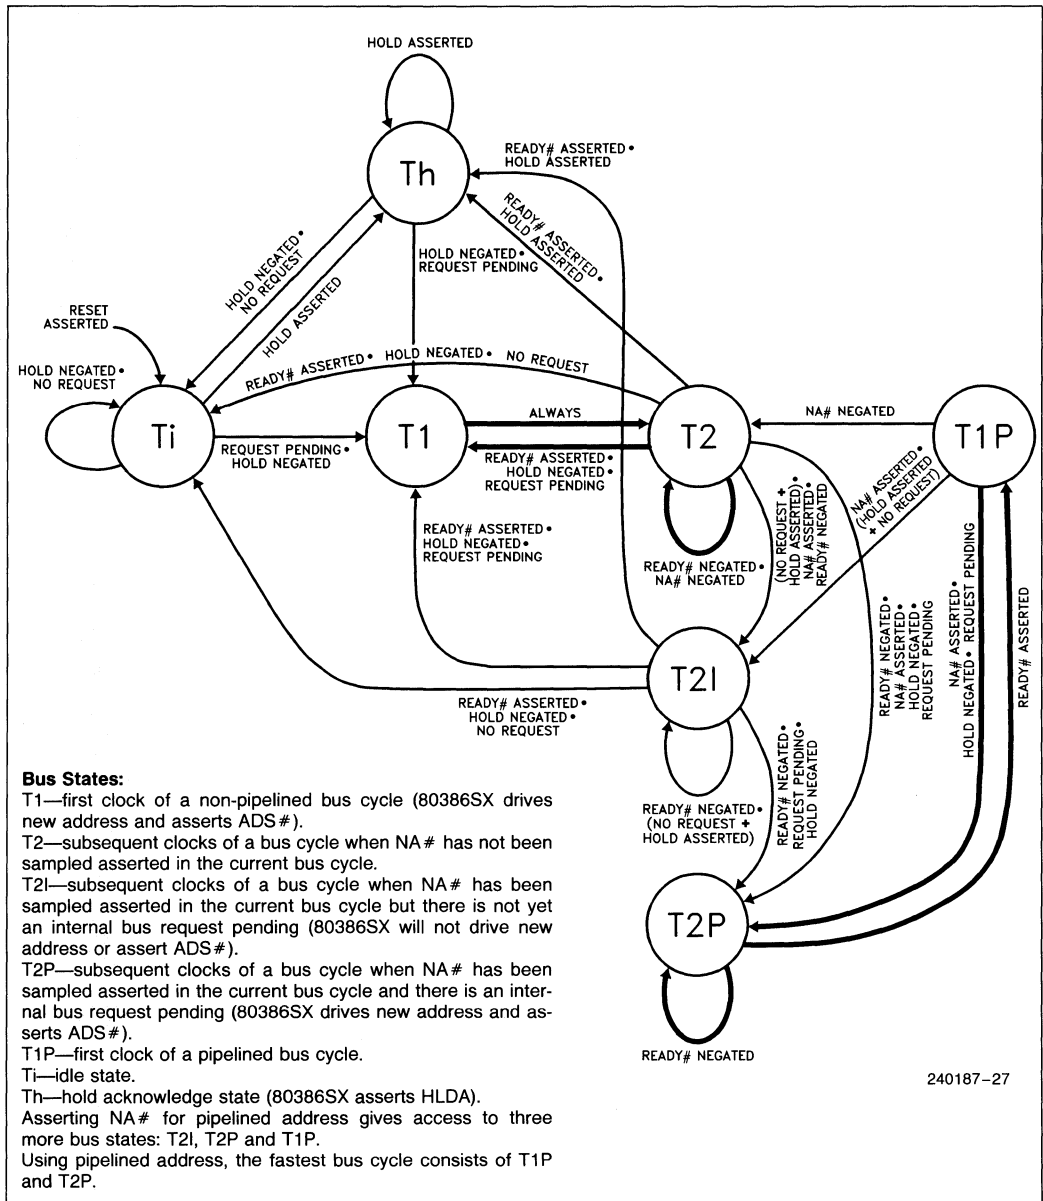 HOLD ASSERTED
Th
READY# ASSERTED•
HOLD ASSERTED
READY# ASSERTED•
HOLD ASSERTED
HOLD NEGATED•
REQUEST PENDING
HOLD NEGATED•
NO REQUEST
HOLD ASSERTED
RESET
ASSERTED
HOLD NEGATED•
NO REQUEST
READY# ASSERTED• HOLD NEGATED• NO REQUEST
Ti
REQUEST PENDING•
HOLD NEGATED
T1
ALWAYS
READY# ASSERTED•
HOLD NEGATED•
REQUEST PENDING
T2
NA# NEGATED
T1P
READY# NEGATED•
NA# NEGATED
(NO REQUEST +
HOLD ASSERTED)•
NA# ASSERTED•
READY# NEGATED
NA# ASSERTED•
(HOLD ASSERTED
+ NO REQUEST)
READY# ASSERTED•
HOLD NEGATED•
REQUEST PENDING
READY# NEGATED•
NA# ASSERTED•
HOLD NEGATED•
REQUEST PENDING
NA# ASSERTED•
HOLD NEGATED• REQUEST PENDING
READY# ASSERTED
T2I
READY# ASSERTED•
HOLD NEGATED•
NO REQUEST
READY# NEGATED•
REQUEST PENDING•
HOLD NEGATED
READY# NEGATED•
(NO REQUEST +
HOLD ASSERTED)
T2P
READY# NEGATED
Bus States:
T1—first clock of a non-pipelined bus cycle (80386SX drives
new address and asserts ADS#).
T2—subsequent clocks of a bus cycle when NA# has not been
sampled asserted in the current bus cycle.
T2I—subsequent clocks of a bus cycle when NA# has been
sampled asserted in the current bus cycle but there is not yet
an internal bus request pending (80386SX will not drive new
address or assert ADS#).
T2P—subsequent clocks of a bus cycle when NA# has been
sampled asserted in the current bus cycle and there is an inter-
nal bus request pending (80386SX drives new address and as-
serts ADS#).
T1P—first clock of a pipelined bus cycle.
Ti—idle state.
Th—hold acknowledge state (80386SX asserts HLDA).
Asserting NA# for pipelined address gives access to three
more bus states: T2I, T2P and T1P.
Using pipelined address, the fastest bus cycle consists of T1P
and T2P.
240187–27